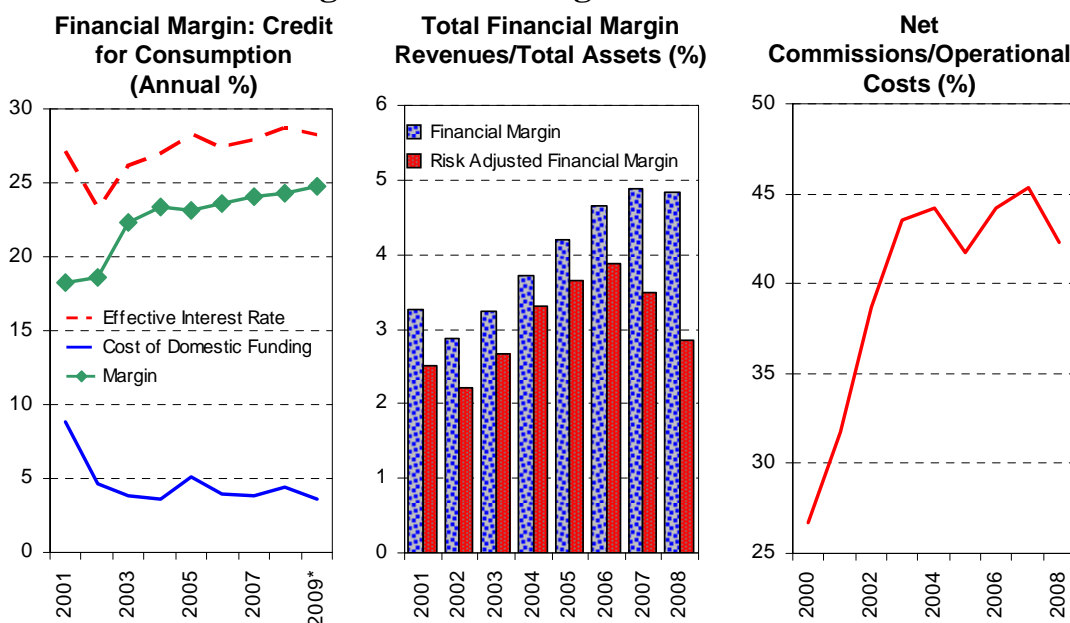 Financial Margin: Credit
for Consumption
(Annual %)
30
25
20
15
10
5
0
Effective Interest Rate
Cost of Domestic Funding
Margin
2001
2003
2005
2007
2009*
Total Financial Margin
Revenues/Total Assets (%)
6
5
4
3
2
1
0
Financial Margin
Risk Adjusted Financial Margin
2001
2002
2003
2004
2005
2006
2007
2008
Net
Commissions/Operational
Costs (%)
50
45
40
35
30
25
2000
2002
2004
2006
2008